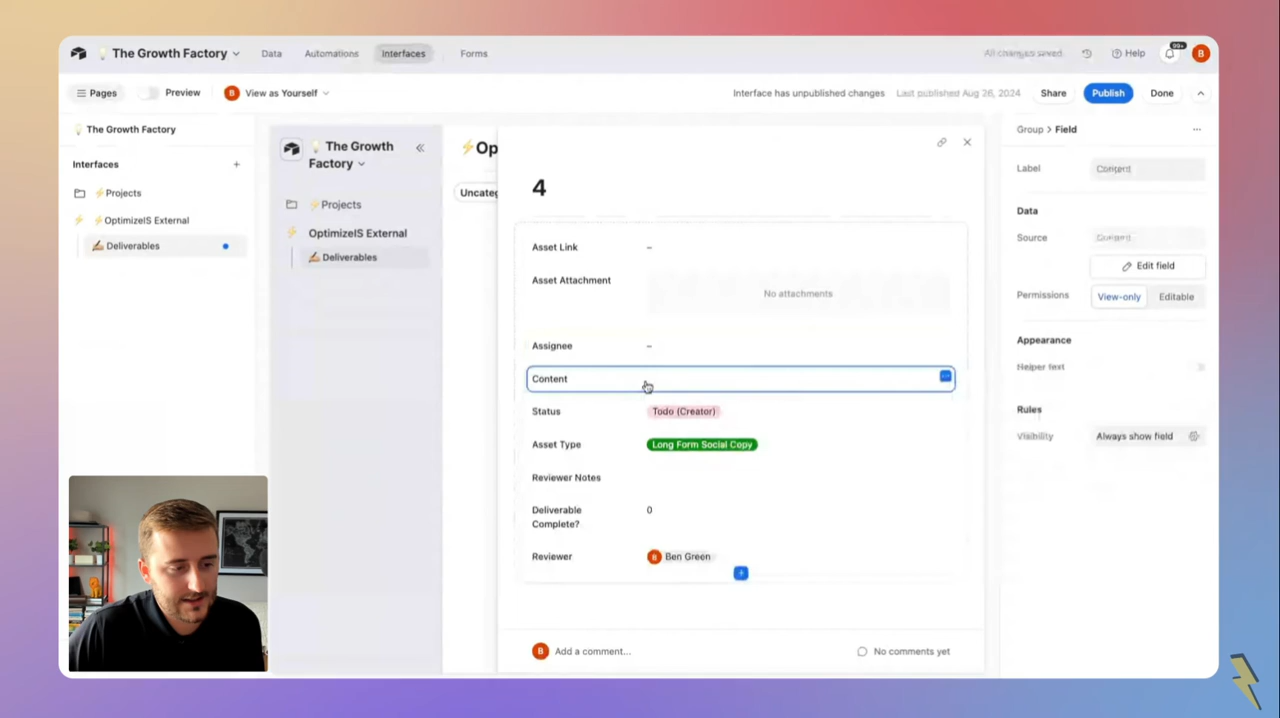 The Growth Factory
Data
Automations
Interfaces
Forms
All changes saved
Help
99+
B
Pages
Preview
B
View as Yourself
Interface has unpublished changes
Last published Aug 26, 2024
Share
Publish
Done
The Growth Factory
Interfaces
Projects
OptimizeIS External
Deliverables
The Growth
Factory
Projects
OptimizeIS External
Deliverables
Op
Uncateg
4
Asset Link
–
Asset Attachment
No attachments
Assignee
–
Content
Status
Todo (Creator)
Asset Type
Long Form Social Copy
Reviewer Notes
Deliverable
Complete?
0
Reviewer
B
Ben Green
B
Add a comment...
No comments yet
Group > Field
Label
Content
Data
Source
Content
Edit field
Permissions
View-only
Editable
Appearance
Helper text
Rules
Visibility
Always show field